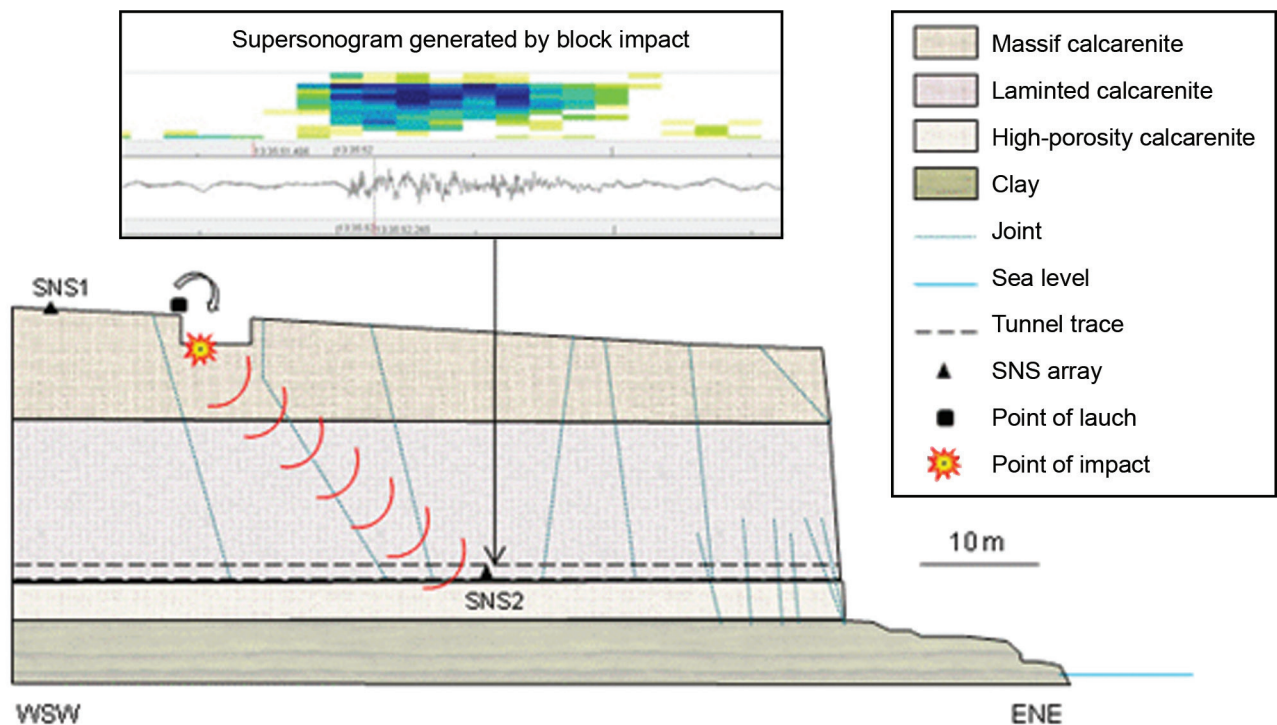 Supersonogram generated by block impact
Massif calcarenite
Laminted calcarenite
High-porosity calcarenite
Clay
Joint
Sea level
Tunnel trace
SNS array
Point of lauch
Point of impact
SNS1
10 m
SNS2
WSW
ENE